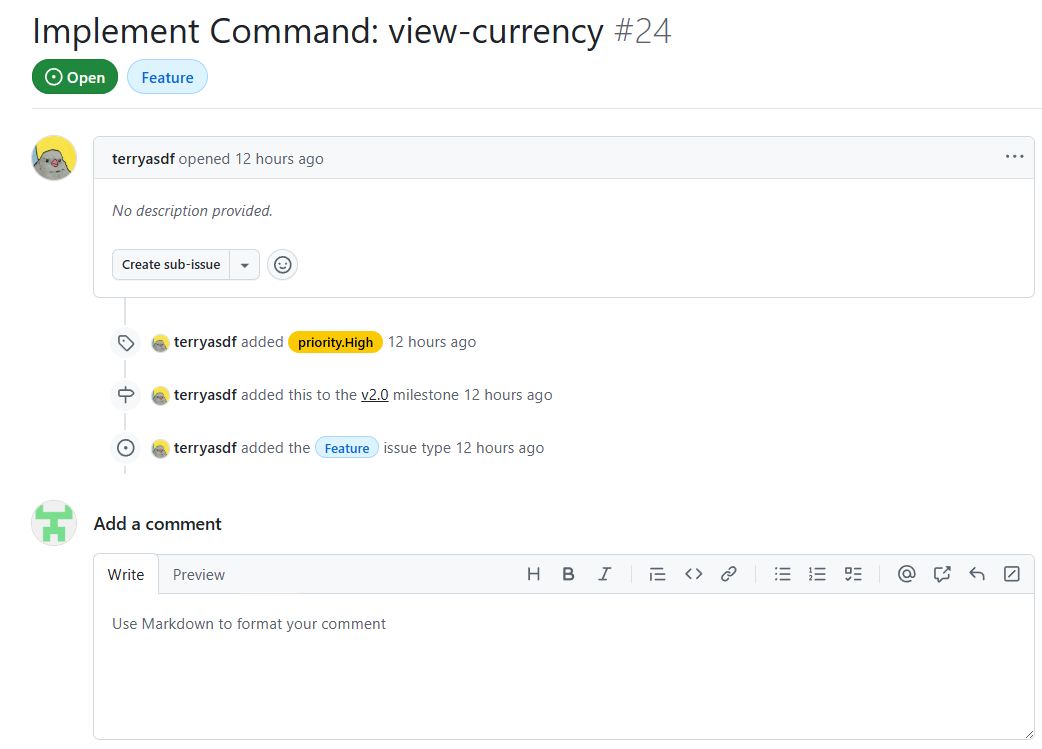 Implement Command: view-currency #24
Open Feature
terryasdf opened 12 hours ago
No description provided.
Create sub-issue
terryasdf added priority.High 12 hours ago
terryasdf added this to the v2.0 milestone 12 hours ago
terryasdf added the Feature issue type 12 hours ago
Add a comment
Write Preview
Use Markdown to format your comment